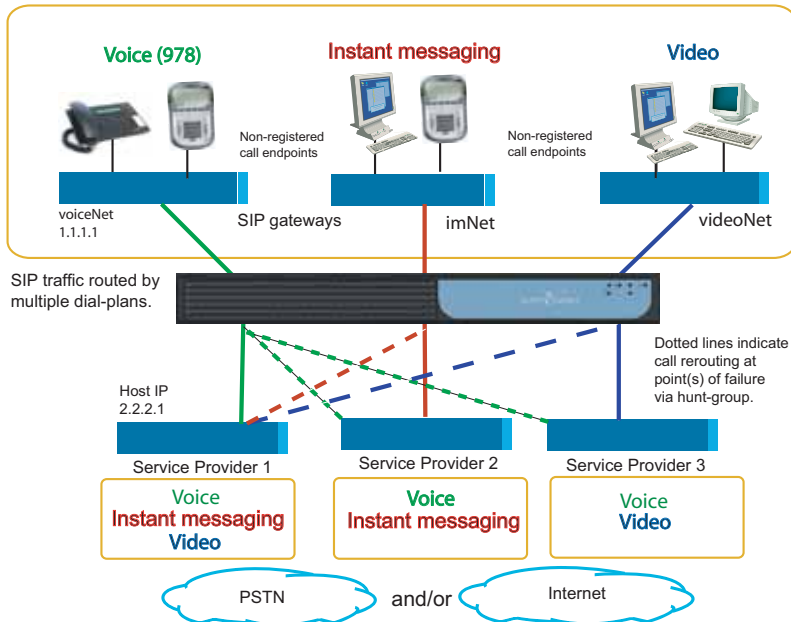 Voice (978)
Instant messaging
Video
Non-registered
call endpoints
Non-registered
call endpoints
voiceNet
1.1.1.1
SIP gateways
imNet
videoNet
SIP traffic routed by
multiple dial-plans.
Dotted lines indicate
call rerouting at
point(s) of failure
via hunt-group.
Host IP
2.2.2.1
Service Provider 1
Service Provider 2
Service Provider 3
Voice
Instant messaging
Video
Voice
Instant messaging
Voice
Video
PSTN
and/or
Internet